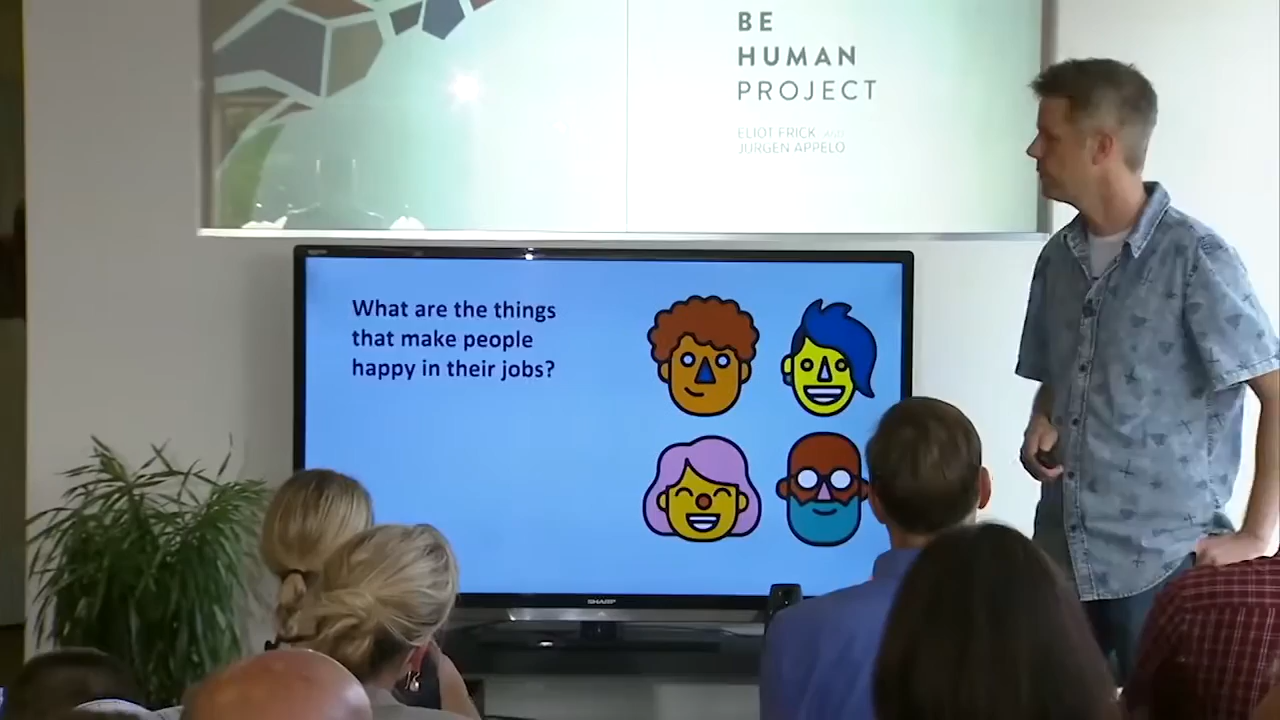 BE
HUMAN
PROJECT
ELIOT FRICK AND
JURGEN APPELO
What are the things
that make people
happy in their jobs?
SHARP